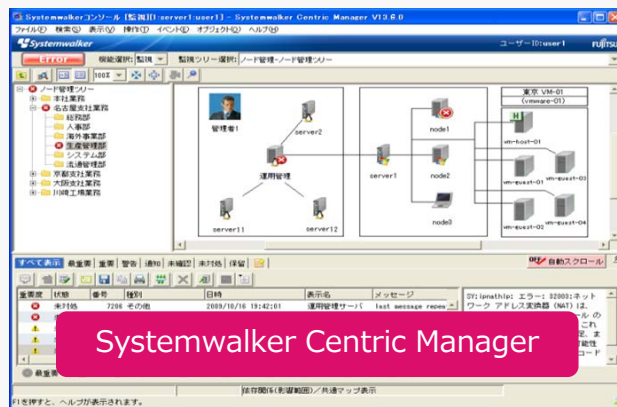 Systemwalkerコンソール [監視][1:server1:user1] - Systemwalker Centric Manager V13.6.0
ファイル(F) 検索(S) 表示(V) 操作(T) イベント(E) オブジェクト(O) ヘルプ(H)
Systemwalker
ユーザーID:user1
FUJITSU
Error
機能選択: 監視
監視ツリー選択: ノード管理-ノード管理ツリー
100%
ノード管理ツリー
本社業務
名古屋支社業務
総務部
人事部
海外事業部
生産管理部
システム部
流通管理部
京都支社業務
大阪支社業務
川崎工場業務
管理者1
server2
運用管理
server11
server12
server1
node1
node2
node3
東京 VM-01
(vmware-01)
vm-host-01
vm-guest-01
vm-guest-03
vm-guest-02
vm-guest-04
すべて表示 最重要 重要 警告 通知 未確認 未対処 保留
OFF 自動スクロール
重要度 状態 番号 種別 日時 表示名 メッセージ
未対処 7206 その他 2009/10/16 19:42:01 運用管理サーバ last message repea
SY:ipnathlp: エラー: 32003:ネット
ワーク アドレス変換器 (NAT) は、
Systemwalker Centric Manager
依存関係(影響範囲)/共通マップ表示
F1を押すと、ヘルプが表示されます。